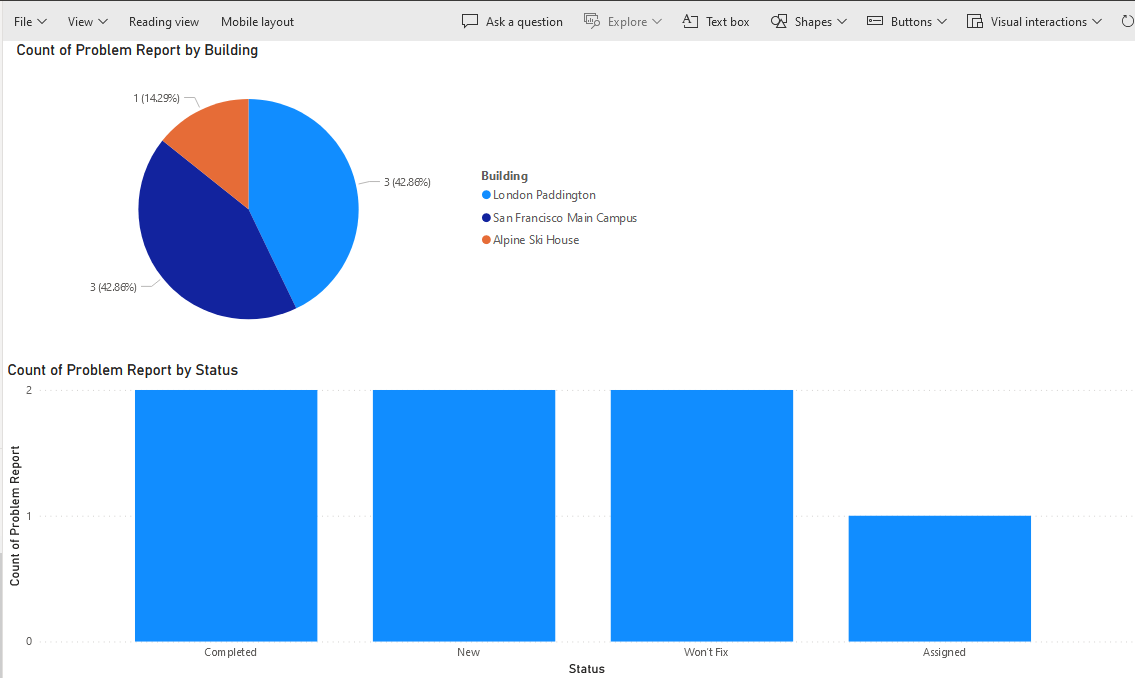 File View Reading view Mobile layout Ask a question Explore Text box Shapes Buttons Visual interactions
Count of Problem Report by Building
1 (14.29%)
3 (42.86%)
3 (42.86%)
Building
London Paddington
San Francisco Main Campus
Alpine Ski House
Count of Problem Report by Status
Count of Problem Report
2
1
0
Completed New Won't Fix Assigned
Status